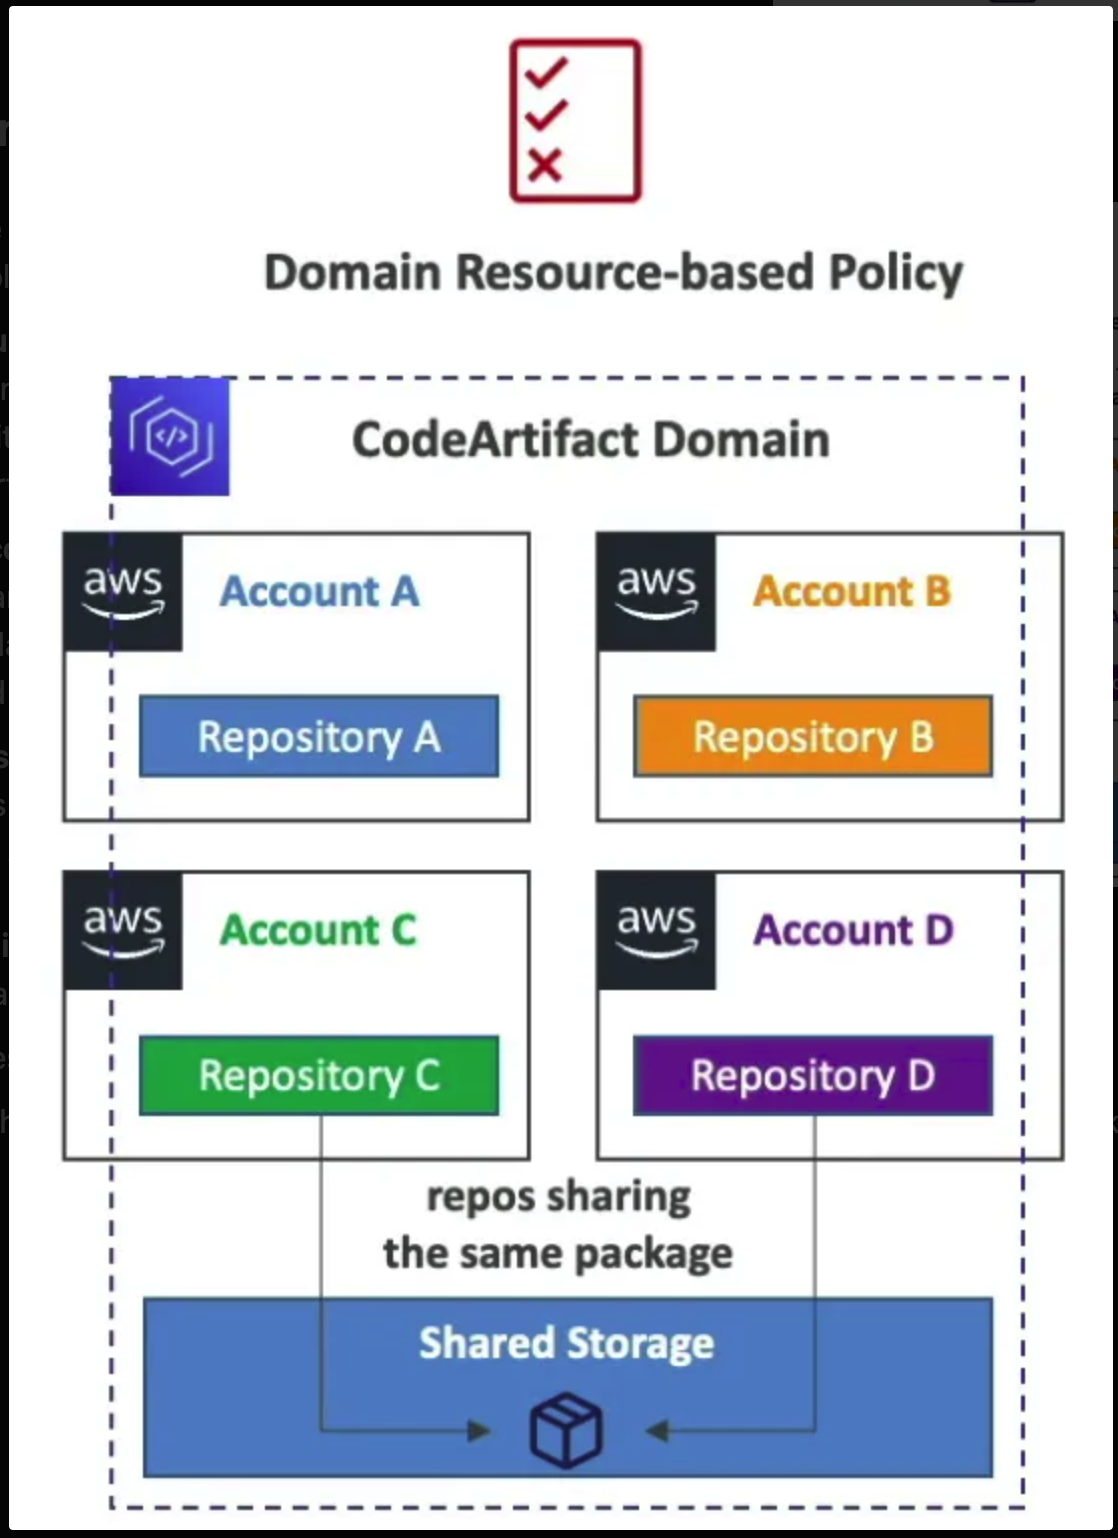 Domain Resource-based Policy
CodeArtifact Domain
aws
Account A
Repository A
aws
Account B
Repository B
aws
Account C
Repository C
aws
Account D
Repository D
repos sharing
the same package
Shared Storage